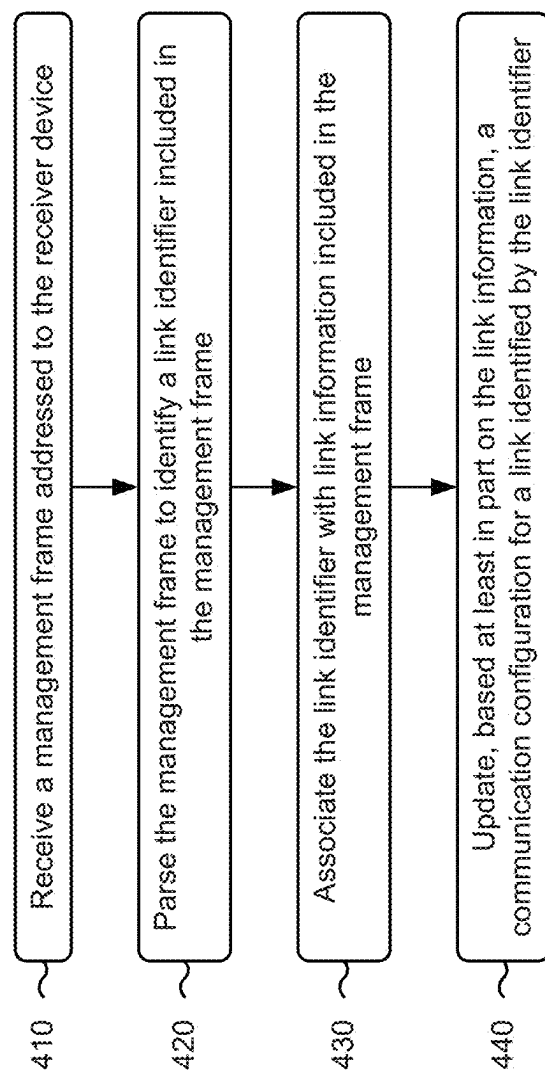 410
Receive a management frame addressed to the receiver device
420
Parse the management frame to identify a link identifier included in
the management frame
430
Associate the link identifier with link information included in the
management frame
440
Update, based at least in part on the link information, a
communication configuration for a link identified by the link identifier